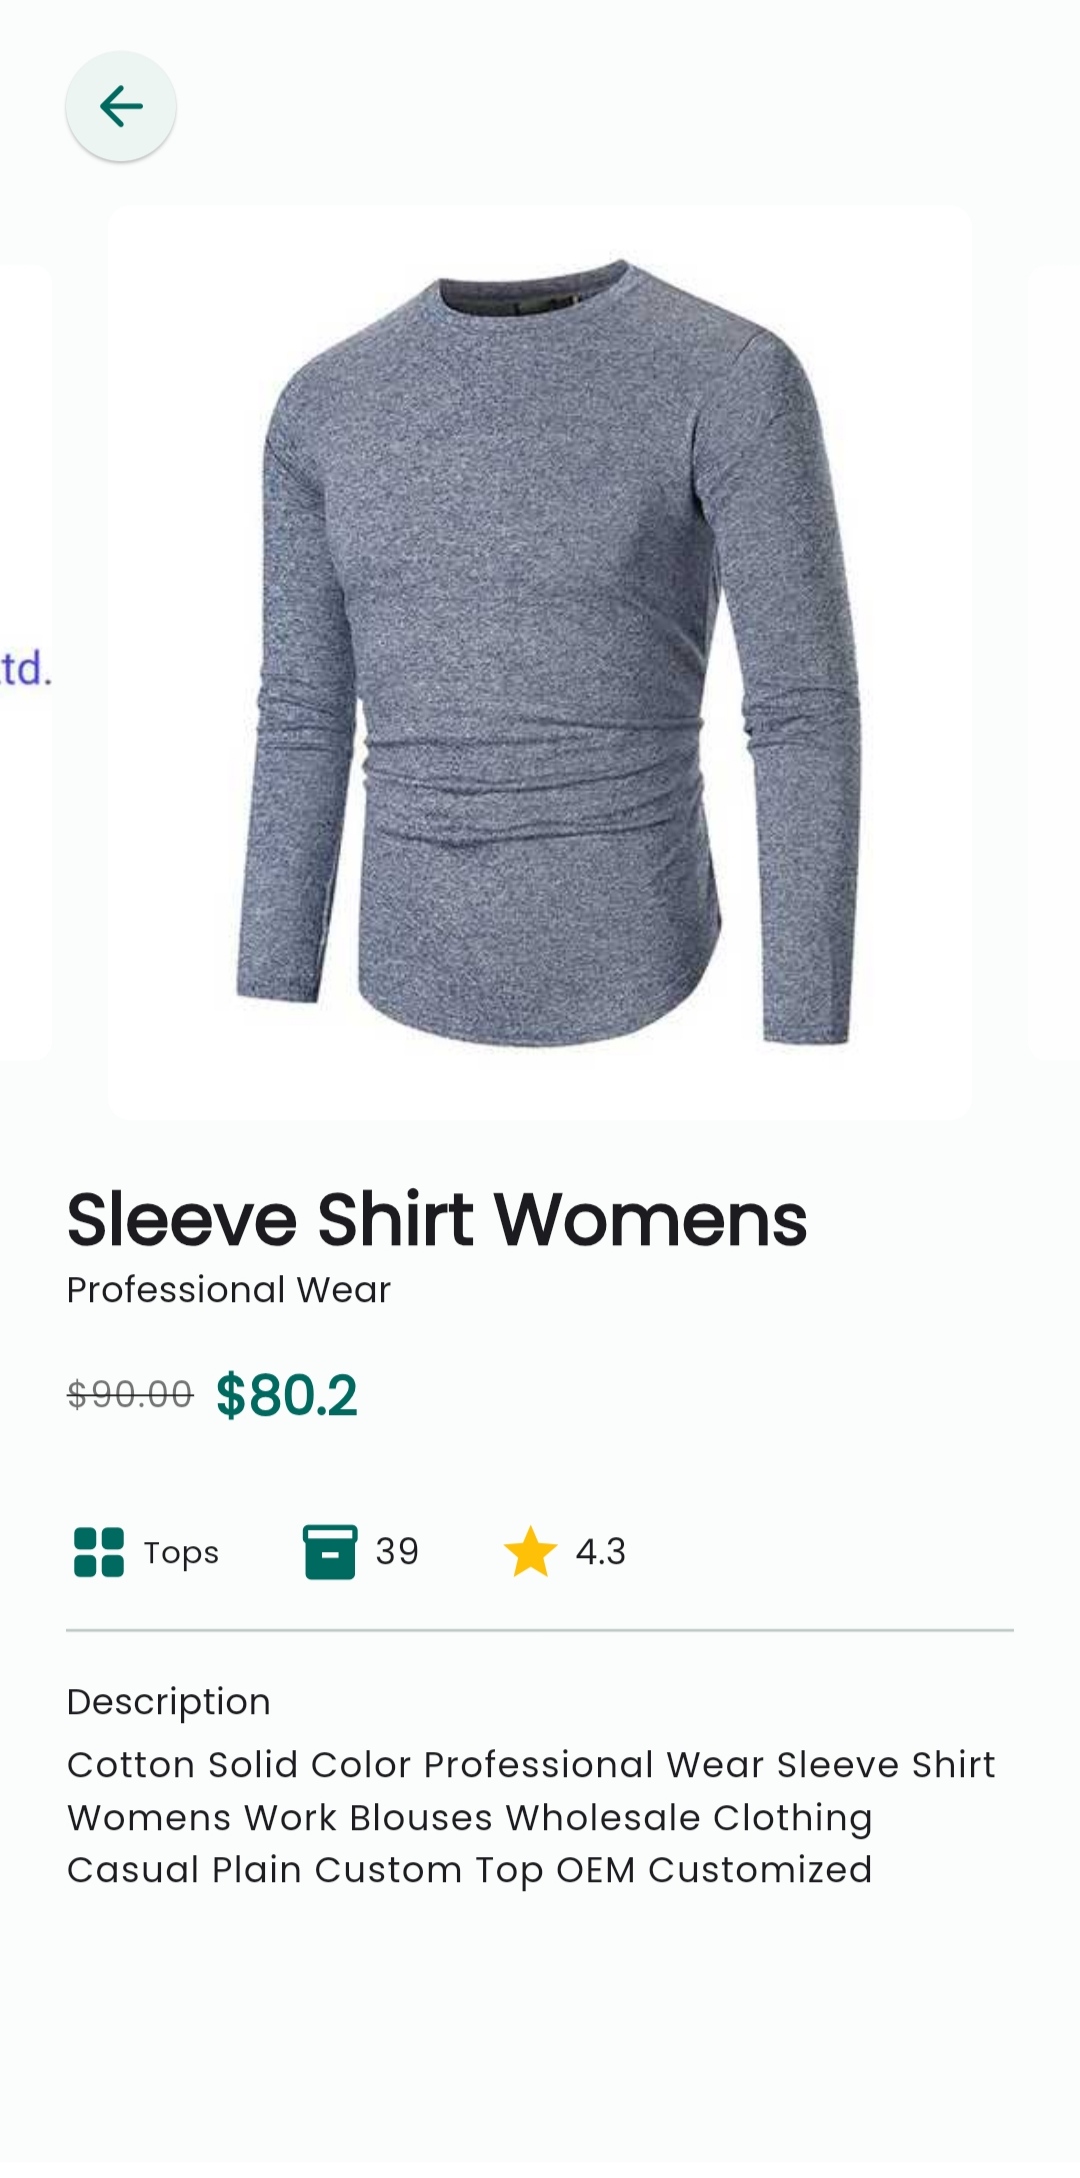 td.
Sleeve Shirt Womens
Professional Wear
$90.00 $80.2
Tops 39 4.3
Description
Cotton Solid Color Professional Wear Sleeve Shirt
Womens Work Blouses Wholesale Clothing
Casual Plain Custom Top OEM Customized